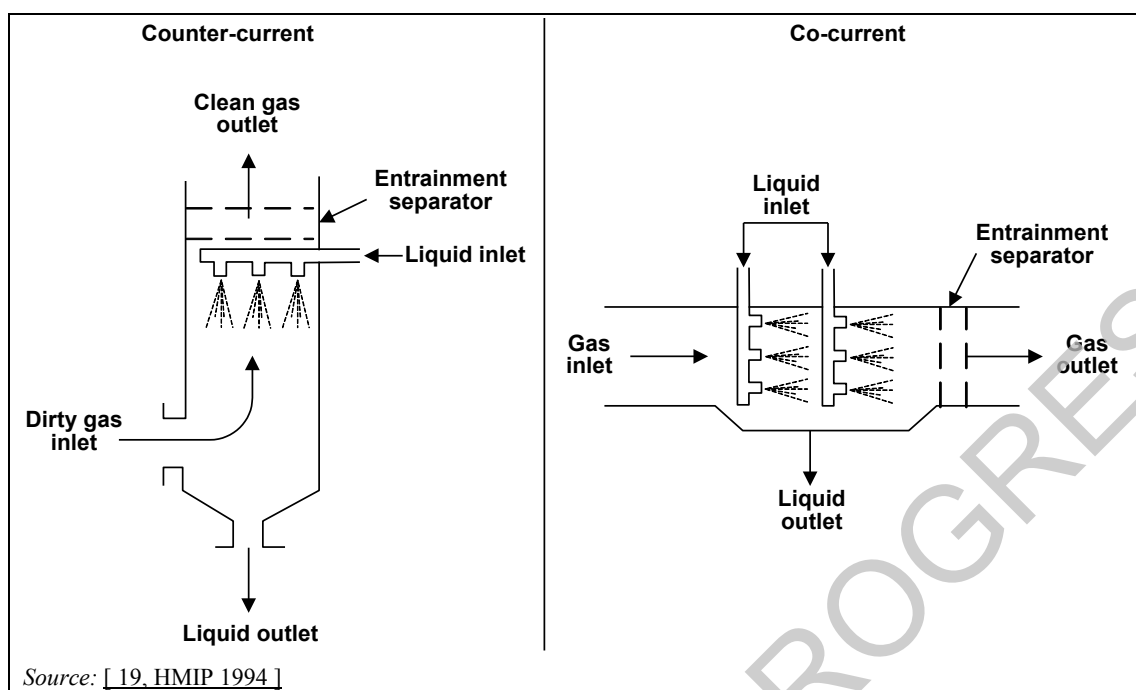 Counter-current
Clean gas
outlet
Entrainment
separator
Liquid inlet
Dirty gas
inlet
Liquid outlet
Co-current
Liquid
inlet
Entrainment
separator
Gas
inlet
Gas
outlet
Liquid
outlet
Source: [ 19, HMIP 1994 ]
ROGRES